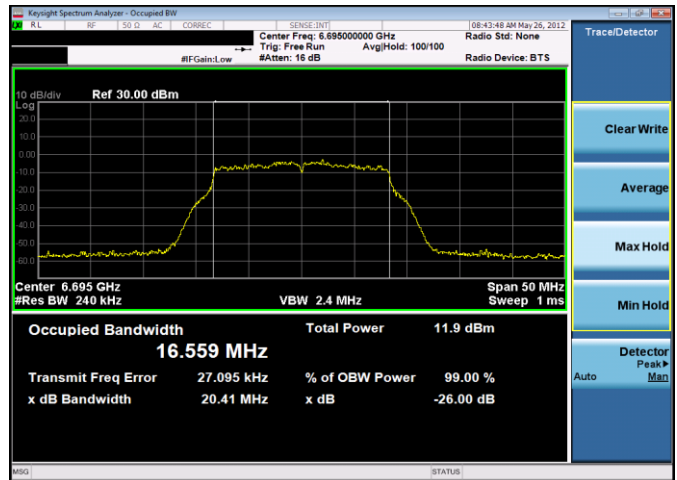 Keysight Spectrum Analyzer - Occupied BW
RL RF 50 Ω AC CORREC SENSE:INT 08:43:48 AM May 26, 2012
Center Freq: 6.695000000 GHz Radio Std: None
Trig: Free Run Avg|Hold: 100/100
#IFGain:Low #Atten: 16 dB Radio Device: BTS
Trace/Detector
10 dB/div Ref 30.00 dBm
Log
20.0
10.0
0.00
-10.0
-20.0
-30.0
-40.0
-50.0
-60.0
Center 6.695 GHz Span 50 MHz
#Res BW 240 kHz VBW 2.4 MHz Sweep 1 ms
Occupied Bandwidth Total Power 11.9 dBm
16.559 MHz
Transmit Freq Error 27.095 kHz % of OBW Power 99.00 %
x dB Bandwidth 20.41 MHz x dB -26.00 dB
Clear Write
Average
Max Hold
Min Hold
Detector
Peak▶
Auto Man
MSG STATUS